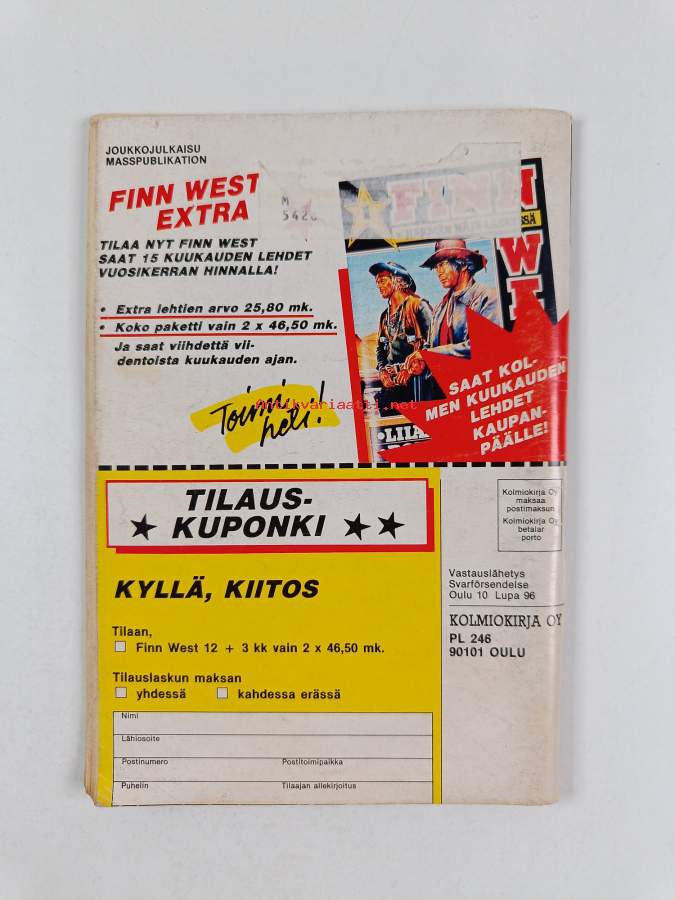 JOUKKOJULKAISU
MASSPUBLIKATION
FINN WEST
EXTRA
M
TILAA NYT FINN WEST
SAAT 15 KUUKAUDEN LEHDET
VUOSIKERRAN HINNALLA!
• Extra lehtien arvo 25,80 mk.
• Koko paketti vain 2 x 46,50 mk.
Ja saat viihdettä vii-
dentoista kuukauden ajan.
Toimi
heti!
Antikvariaatti.net
FINN
SAAT KOL-
MEN KUUKAUDEN
LEHDET
KAUPAN-
PÄÄLLE!
TILAUS-
KUPONKI
KYLLÄ, KIITOS
Tilaan,
Finn West 12 + 3 kk vain 2 x 46,50 mk.
Tilauslaskun maksan
yhdessä kahdessa erässä
Nimi
Lähiosoite
Postinumero Postitoimipaikka
Puhelin Tilaajan allekirjoitus
Kolmiokirja Oy
maksaa
postimaksun
Kolmiokirja Oy
betalar
porto
Vastauslähetys
Svarförsendelse
Oulu 10 Lupa 96
KOLMIOKIRJA OY
PL 246
90101 OULU